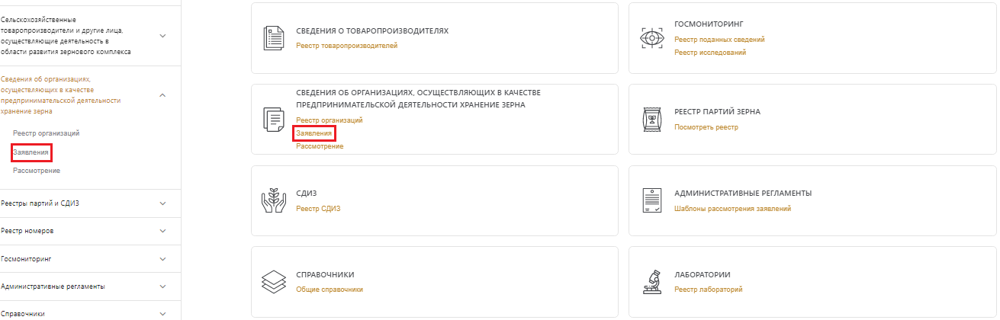 Сельскохозяйственные
товаропроизводители и другие лица,
осуществляющие деятельность в
области развития зернового комплекса
Сведения об организациях,
осуществляющих в качестве
предпринимательской деятельности
хранение зерна
Реестр организаций
Заявления
Рассмотрение
Реестры партий и СДИЗ
Реестр номеров
Госмониторинг
Административные регламенты
Справочники
СВЕДЕНИЯ О ТОВАРОПРОИЗВОДИТЕЛЯХ
Реестр товаропроизводителей
ГОСМОНИТОРИНГ
Реестр поданных сведений
Реестр исследований
СВЕДЕНИЯ ОБ ОРГАНИЗАЦИЯХ, ОСУЩЕСТВЛЯЮЩИХ В КАЧЕСТВЕ
ПРЕДПРИНИМАТЕЛЬСКОЙ ДЕЯТЕЛЬНОСТИ ХРАНЕНИЕ ЗЕРНА
Реестр организаций
Заявления
Рассмотрение
РЕЕСТР ПАРТИЙ ЗЕРНА
Посмотреть реестр
СДИЗ
Реестр СДИЗ
АДМИНИСТРАТИВНЫЕ РЕГЛАМЕНТЫ
Шаблоны рассмотрения заявлений
СПРАВОЧНИКИ
Общие справочники
ЛАБОРАТОРИИ
Реестр лабораторий